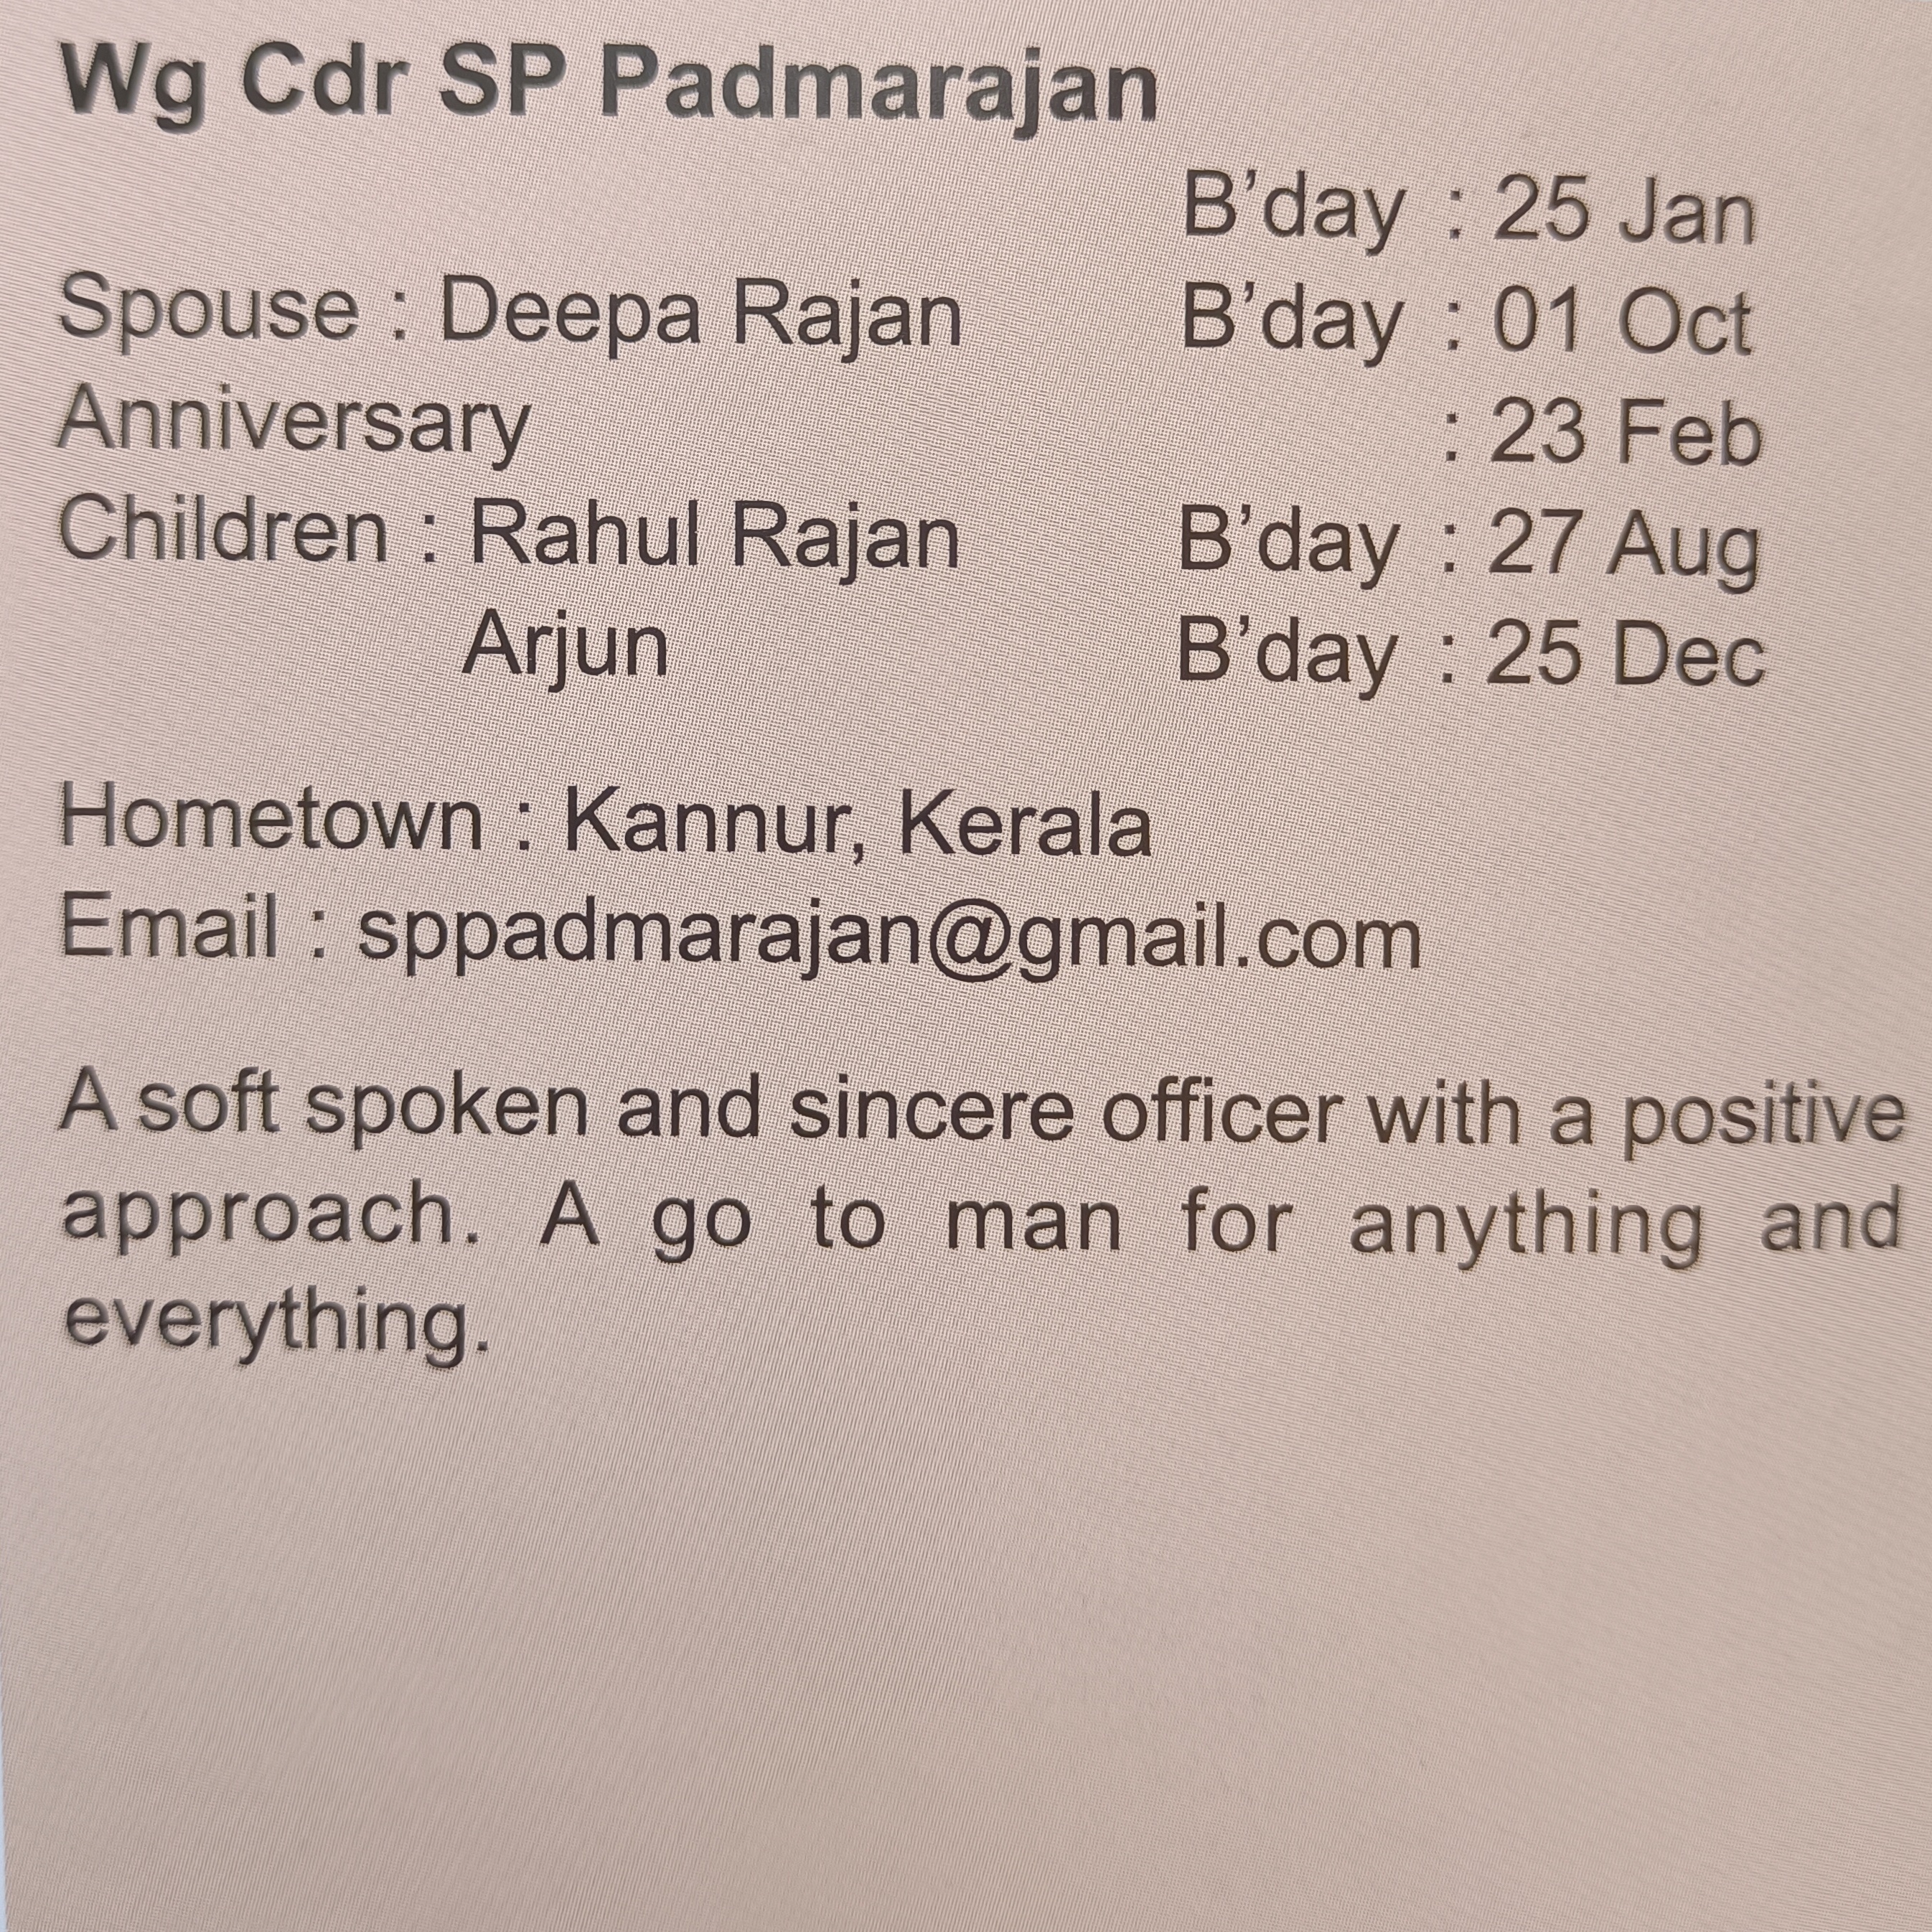 Wg Cdr SP Padmarajan
B’day : 25 Jan
Spouse : Deepa Rajan B’day : 01 Oct
Anniversary : 23 Feb
Children : Rahul Rajan B’day : 27 Aug
Arjun B’day : 25 Dec
Hometown : Kannur, Kerala
Email : sppadmarajan@gmail.com
A soft spoken and sincere officer with a positive
approach. A go to man for anything and
everything.